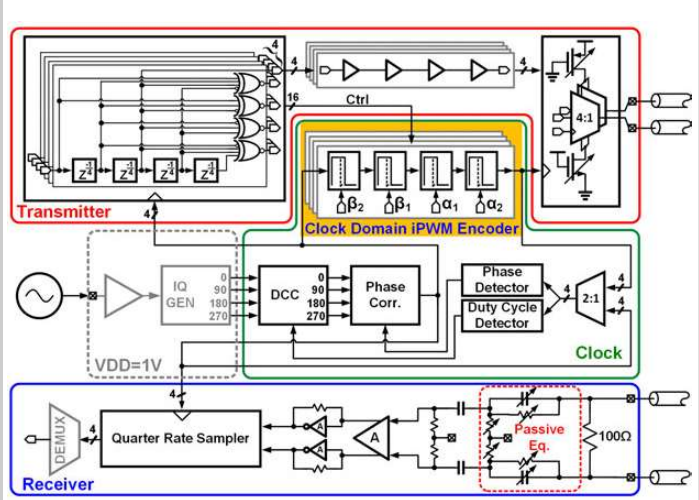 4
4
4
16
Ctrl
4:1
Z^-1/4
Z^-1/4
Z^-1/4
Z^-1/4
β2
β1
α1
α2
Transmitter
4
Clock Domain iPWM Encoder
IQ
GEN
0
90
180
270
DCC
0
90
180
270
Phase
Corr.
Phase
Detector
Duty Cycle
Detector
4
2:1
4
4
VDD=1V
Clock
4
DEMUX
4
Quarter Rate Sampler
A
A
A
Passive
Eq.
100Ω
Receiver